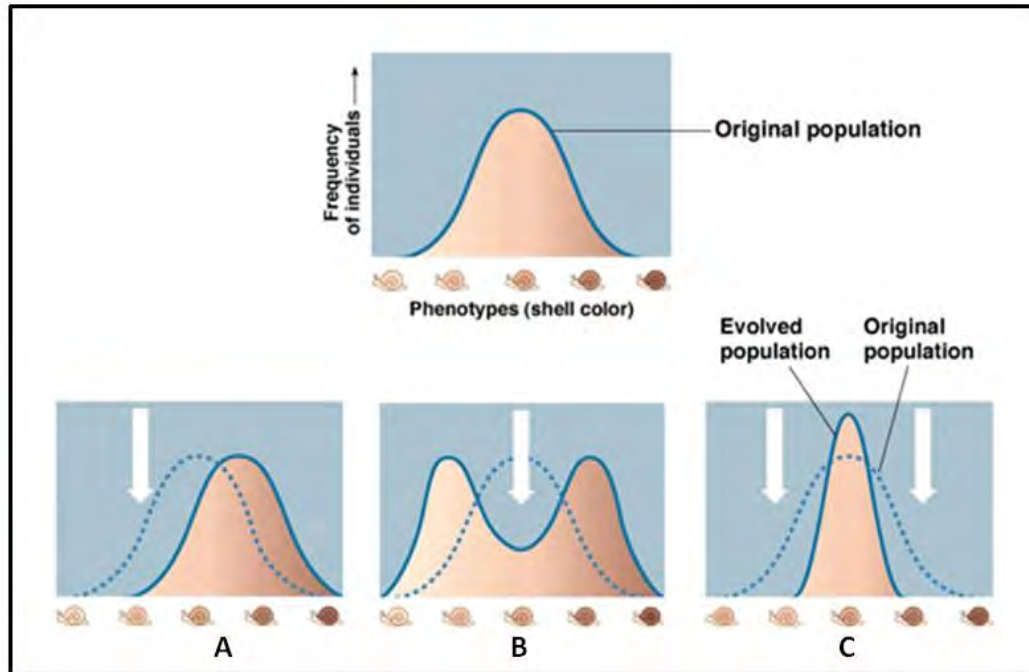 Frequency
of individuals
Original population
Phenotypes (shell color)
Evolved
population
Original
population
A
B
C